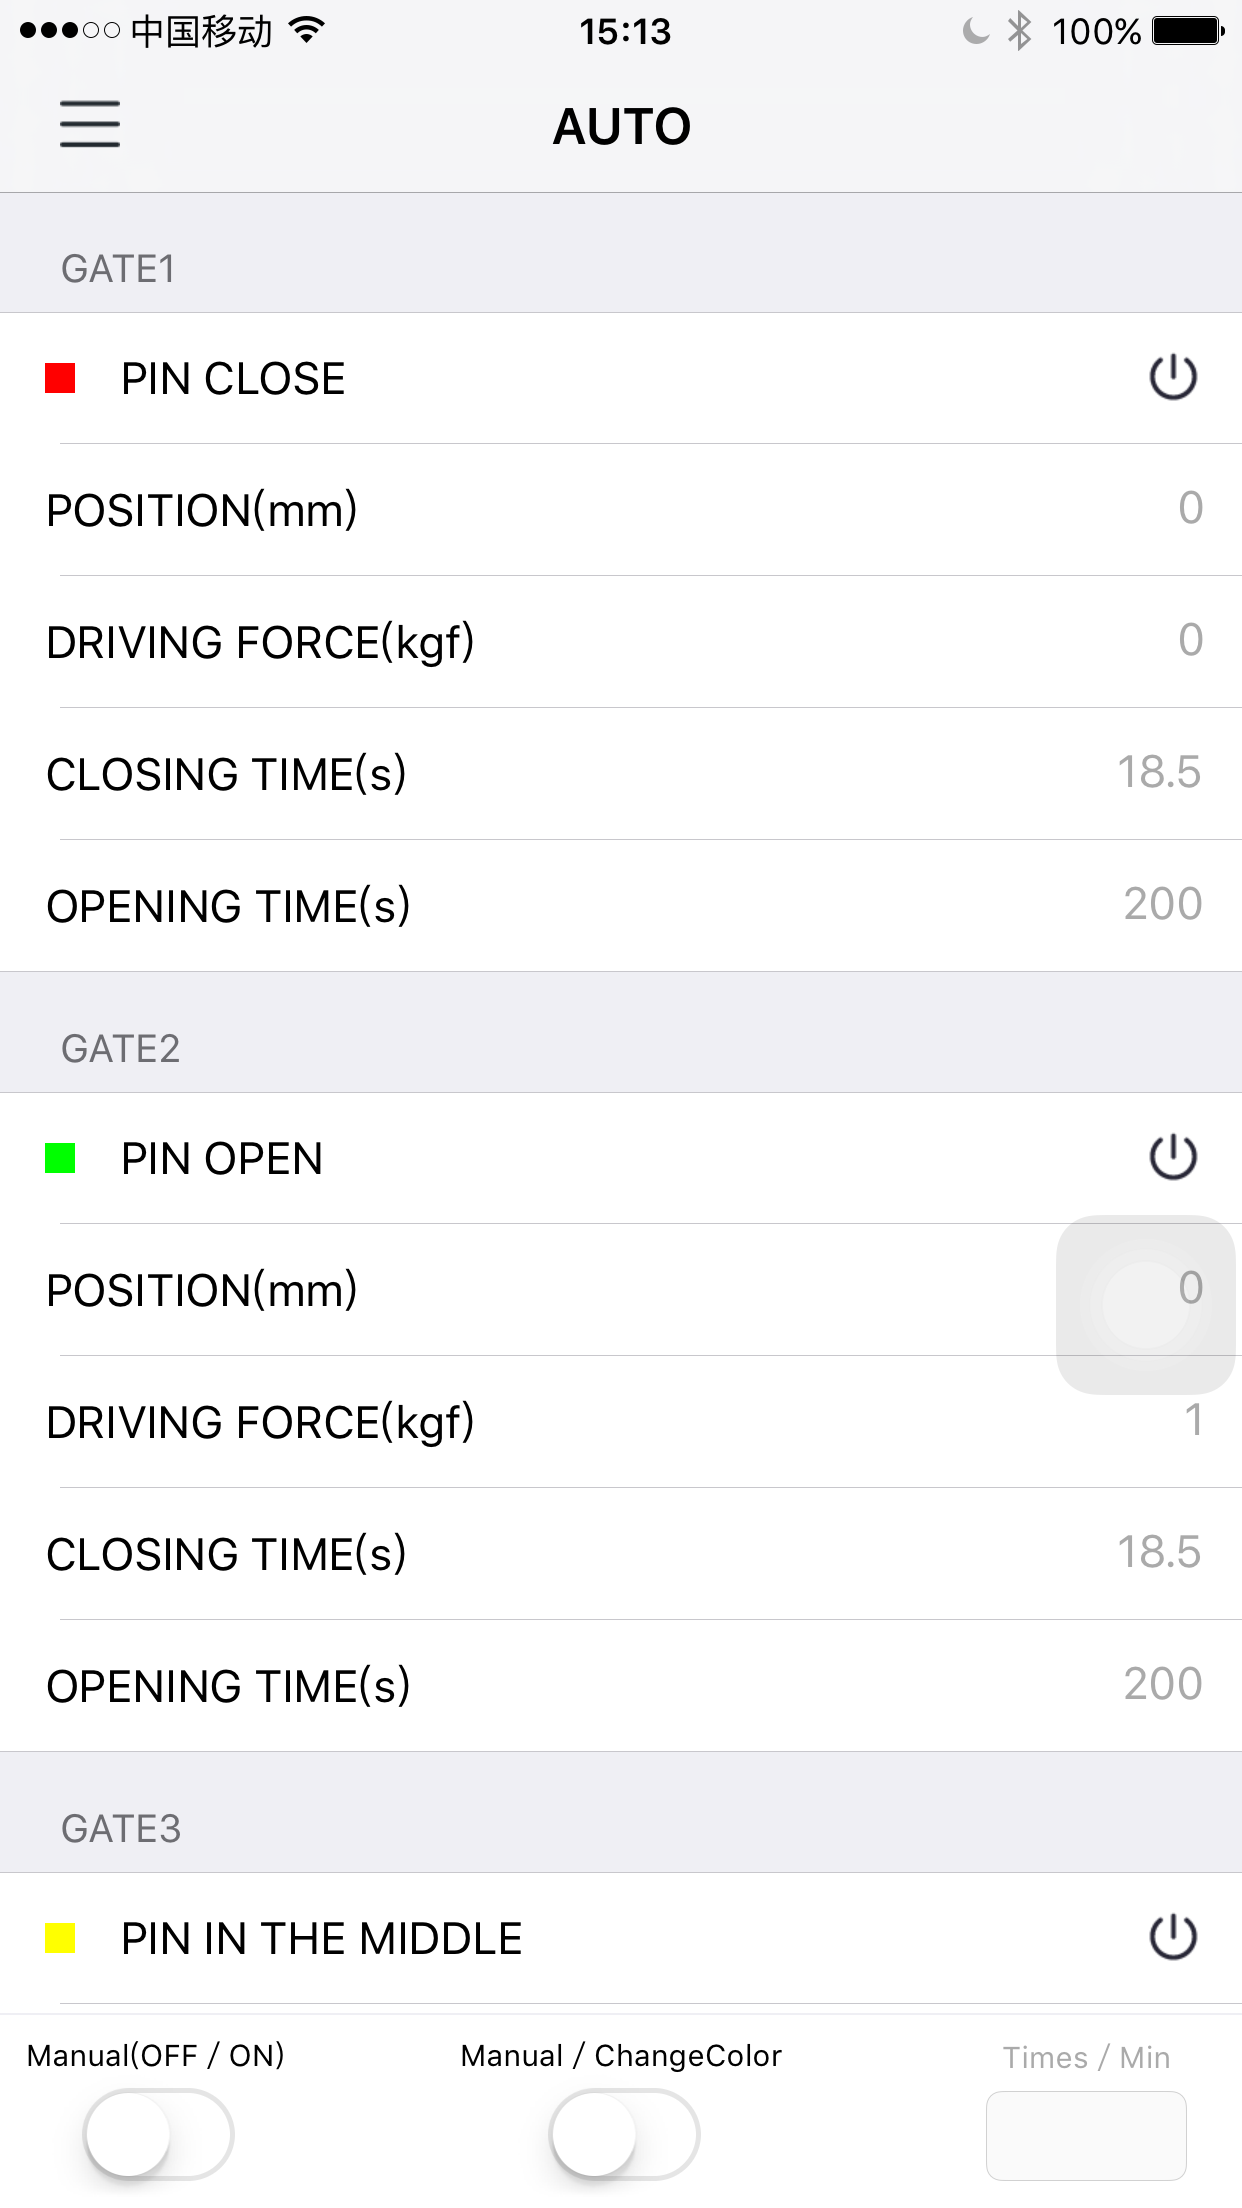 中国移动 15:13 100%
AUTO
GATE1
PIN CLOSE
POSITION(mm) 0
DRIVING FORCE(kgf) 0
CLOSING TIME(s) 18.5
OPENING TIME(s) 200
GATE2
PIN OPEN
POSITION(mm) 0
DRIVING FORCE(kgf) 1
CLOSING TIME(s) 18.5
OPENING TIME(s) 200
GATE3
PIN IN THE MIDDLE
Manual(OFF / ON) Manual / ChangeColor Times / Min